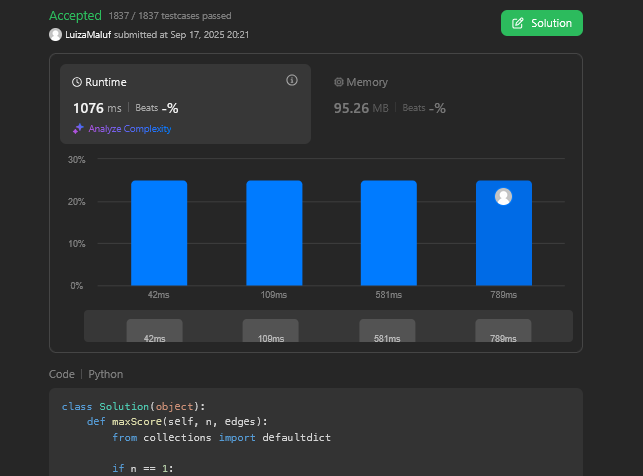 Accepted 1837 / 1837 testcases passed
Solution
LuizaMaluf submitted at Sep 17, 2025 20:21
Runtime
1076 ms | Beats -%
Analyze Complexity
Memory
95.26 MB | Beats -%
30%
20%
10%
0%
42ms 109ms 581ms 789ms
42ms 109ms 581ms 789ms
Code | Python
class Solution(object):
    def maxScore(self, n, edges):
        from collections import defaultdict
        if n == 1: